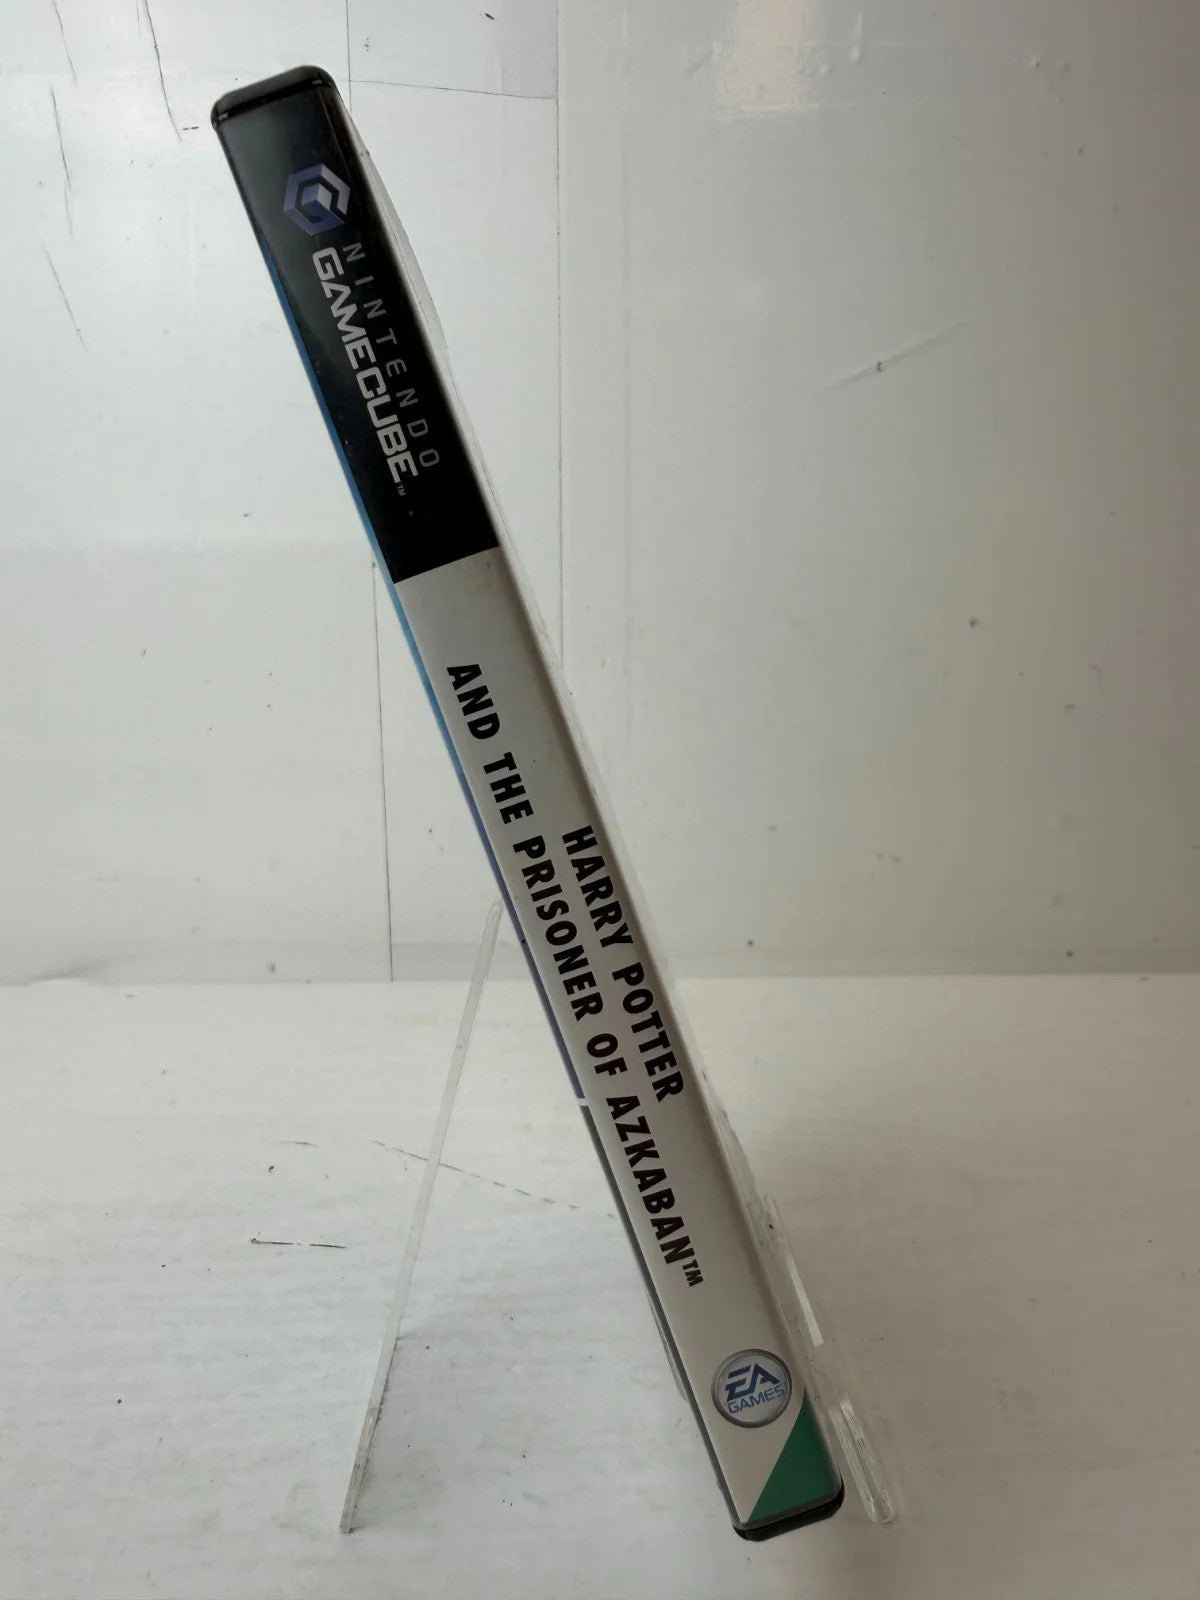 NINTENDO
GAMECUBE™
HARRY POTTER
AND THE PRISONER OF AZKABAN™
EA
GAMES